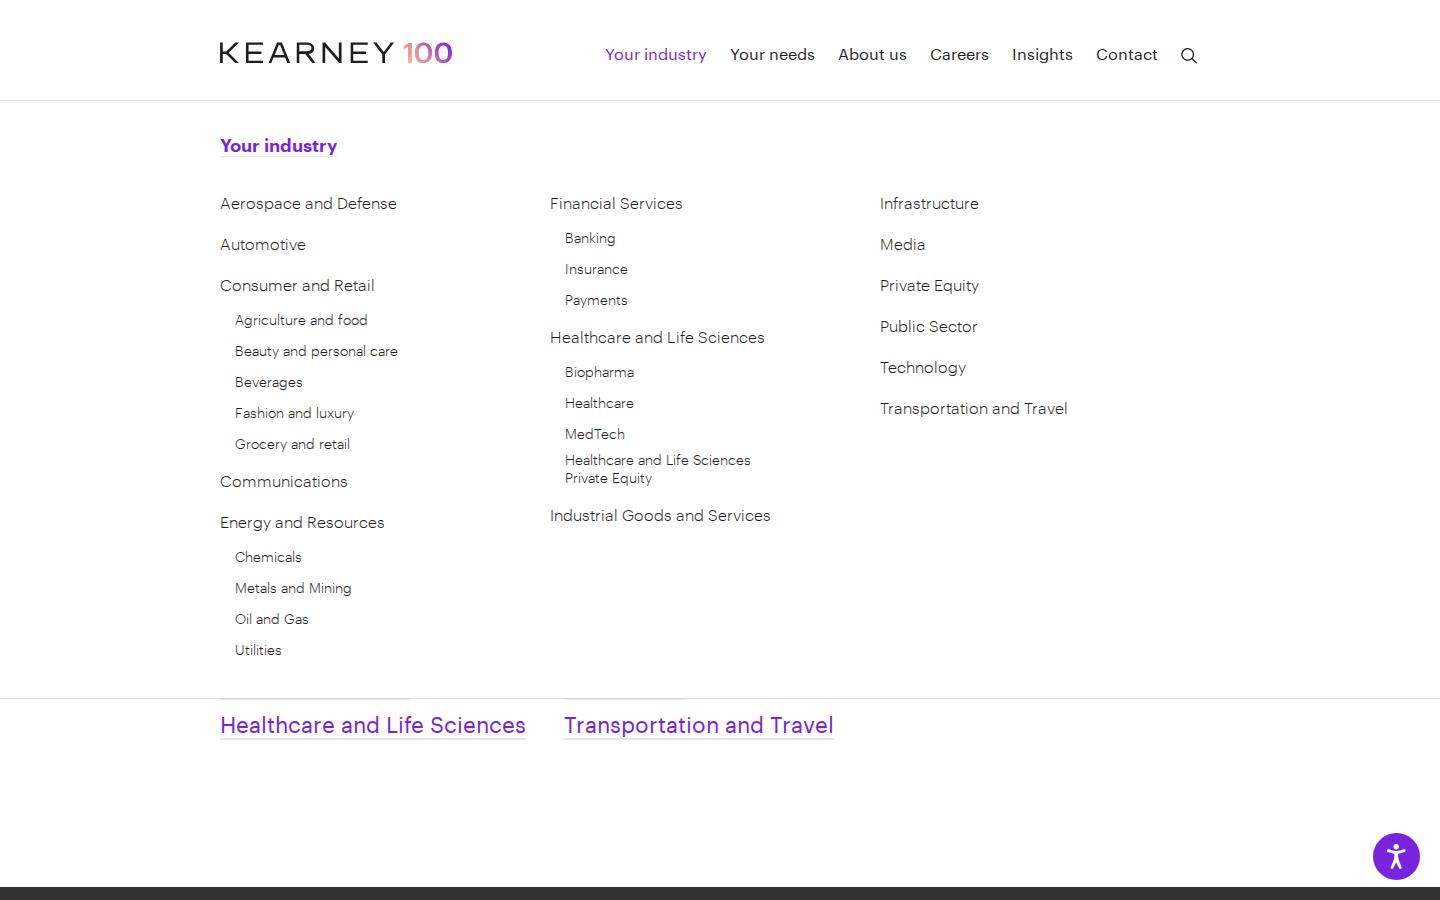 KEARNEY 100
Your industry
Your needs
About us
Careers
Insights
Contact
Your industry
Aerospace and Defense
Automotive
Consumer and Retail
Agriculture and food
Beauty and personal care
Beverages
Fashion and luxury
Grocery and retail
Communications
Energy and Resources
Chemicals
Metals and Mining
Oil and Gas
Utilities
Financial Services
Banking
Insurance
Payments
Healthcare and Life Sciences
Biopharma
Healthcare
MedTech
Healthcare and Life Sciences
Private Equity
Industrial Goods and Services
Infrastructure
Media
Private Equity
Public Sector
Technology
Transportation and Travel
Healthcare and Life Sciences
Transportation and Travel